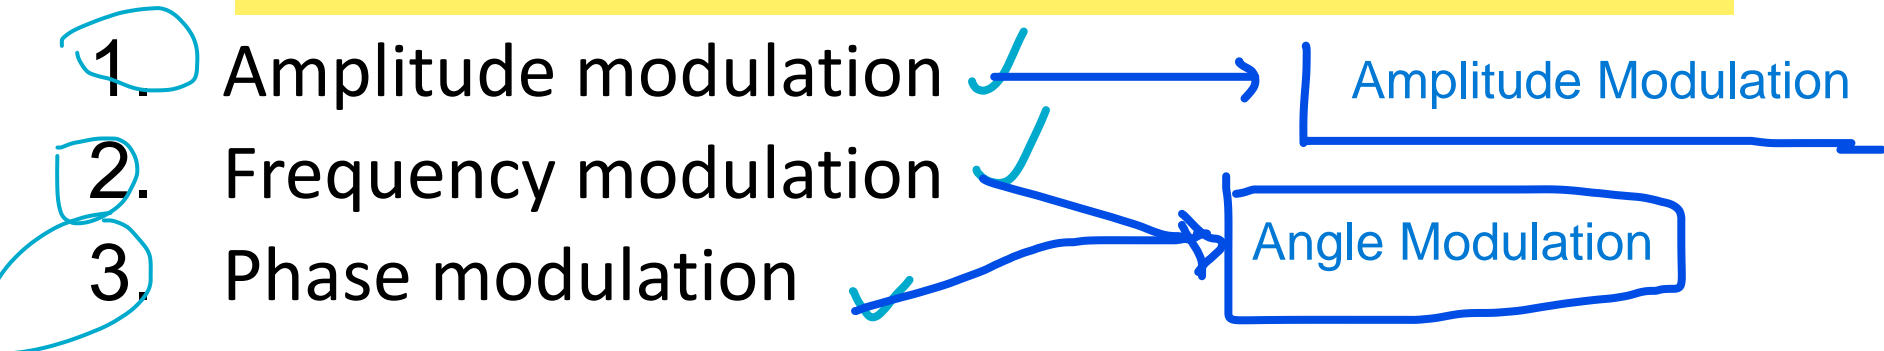 1. Amplitude modulation Amplitude Modulation
2. Frequency modulation
Angle Modulation
3. Phase modulation